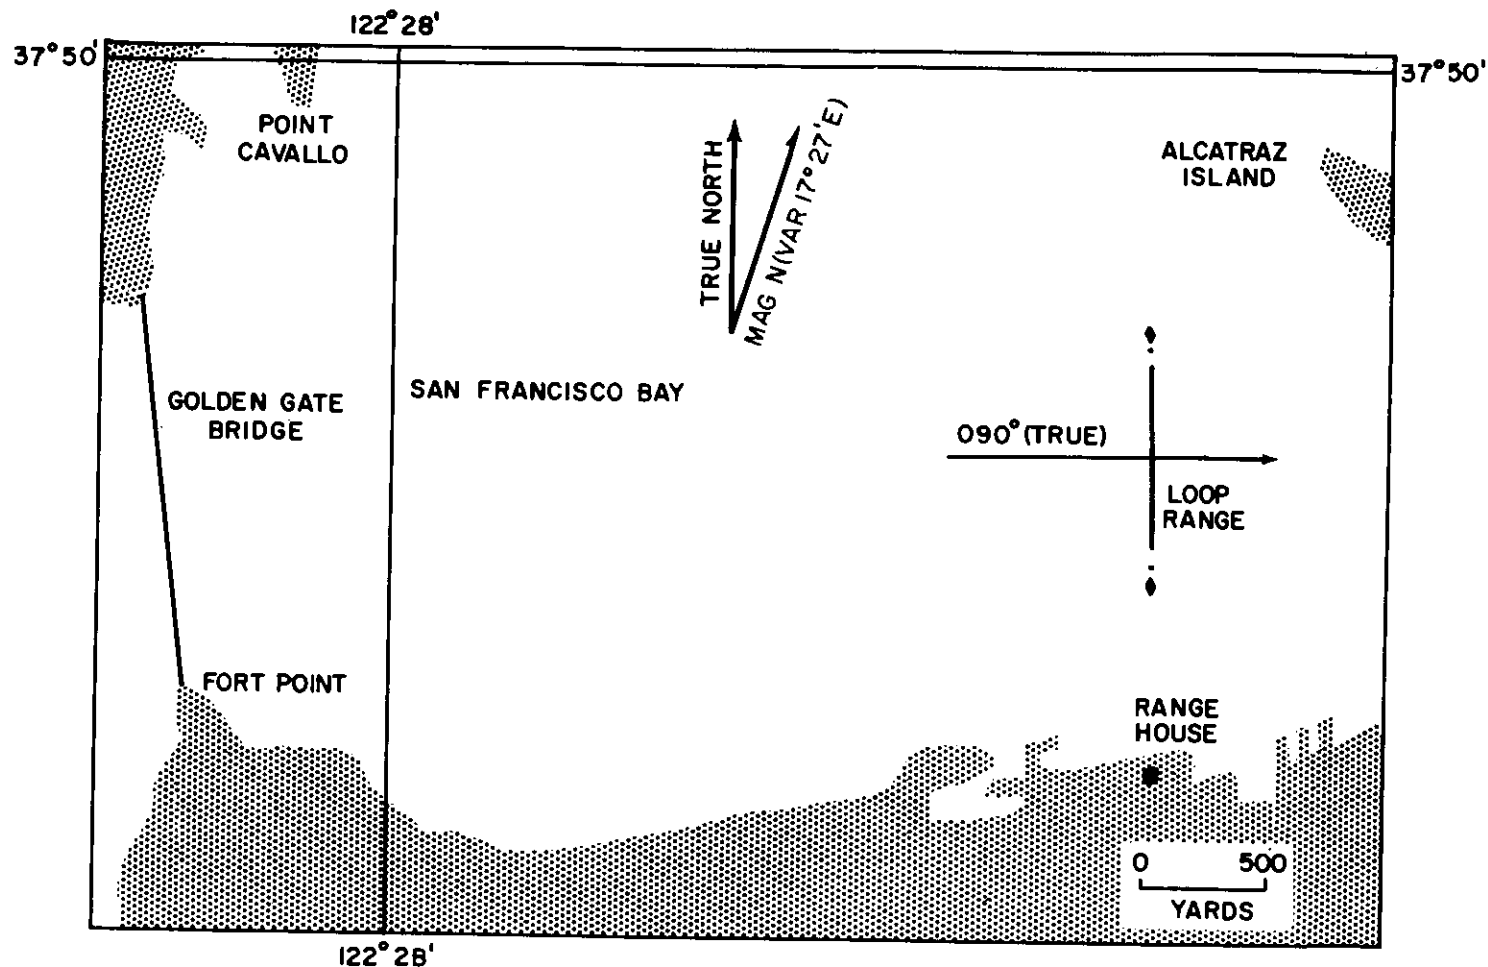 122°28'
37°50'
37°50'
POINT
CAVALLO
ALCATRAZ
ISLAND
TRUE NORTH
MAG N (VAR 17°27'E)
GOLDEN GATE
BRIDGE
SAN FRANCISCO BAY
090° (TRUE)
LOOP
RANGE
FORT POINT
RANGE
HOUSE
0 500
YARDS
122°28'